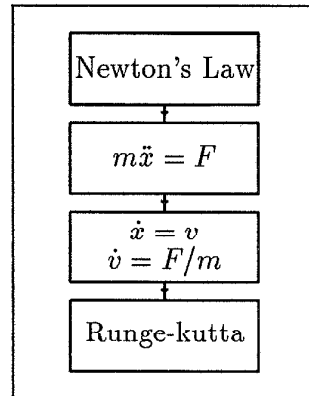 Newton's Law
mẍ = F
ẋ = v
v̇ = F/m
Runge-kutta